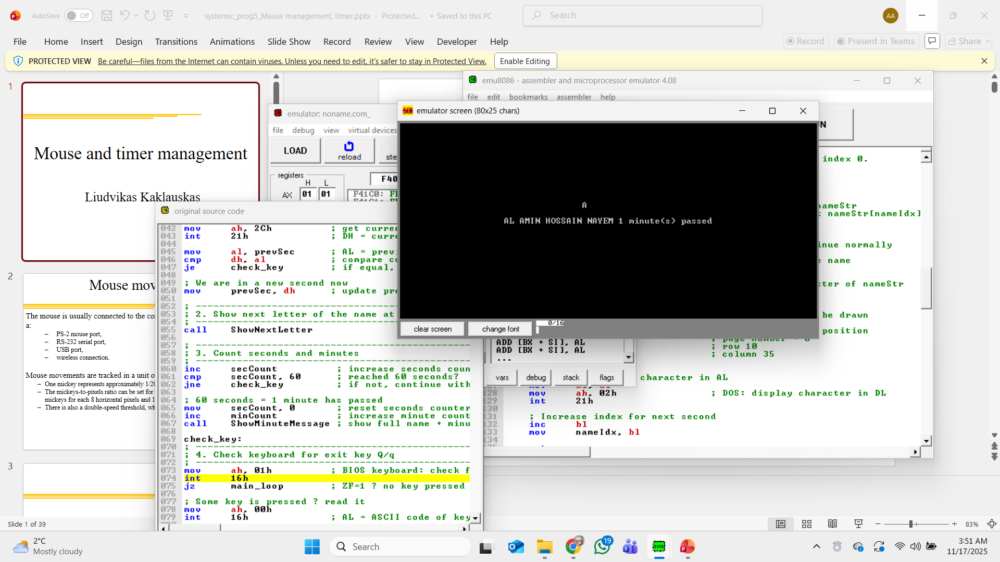 AutoSave Off systemic_prog5_Mause management, timer.pptx - Protected... • Saved to this PC Search AA
File Home Insert Design Transitions Animations Slide Show Record Review View Developer Help Record Present in Teams Share
PROTECTED VIEW Be careful—files from the Internet can contain viruses. Unless you need to edit, it's safer to stay in Protected View. Enable Editing
1
Mouse and timer management
Liudvikas Kaklauskas
2
Mouse mov
The mouse is usually connected to the co
a:
– PS-2 mouse port,
– RS-232 serial port,
– USB port,
– wireless connection.
Mouse movements are tracked in a unit o
– One mickey represents approximately 1/20
– The mickeys-to-pixels ratio can be set for
mickeys for each 8 horizontal pixels and 1
– There is also a double-speed threshold, wh
3
emu8086 - assembler and microprocessor emulator 4.08
file edit bookmarks assembler help
emulator: noname.com_
file debug view virtual devices
LOAD reload ste
registers
H L
AX 01 01
F40
F41C0: F
emulator screen (80x25 chars)
A
AL AMIN HOSSAIN NAYEM 1 minute(s) passed
clear screen change font 0/16
original source code
042 mov ah, 2Ch ; get curre
043 int 21h ; DH = curre
044
045 mov al, prevSec ; AL = previ
046 cmp dh, al ; compare cu
047 je check_key ; if equal,
048
049 ; We are in a new second now
050 mov prevSec, dh ; update pre
051
052 ; ------------------------------------
053 ; 2. Show next letter of the name at
054 ; ------------------------------------
055 call ShowNextLetter
056
057 ; ------------------------------------
058 ; 3. Count seconds and minutes
059 ; ------------------------------------
060 inc secCount ; increase seconds coun
061 cmp secCount, 60 ; reached 60 seconds?
062 jne check_key ; if not, continue with
063
064 ; 60 seconds = 1 minute has passed
065 mov secCount, 0 ; reset seconds counter
066 inc minCount ; increase minute count
067 call ShowMinuteMessage ; show full name + minu
068
069 check_key:
070 ; ------------------------------------
071 ; 4. Check keyboard for exit key Q/q
072 ; ------------------------------------
073 mov ah, 01h ; BIOS keyboard: check f
074 int 16h
075 jz main_loop ; ZF=1 ? no key pressed
076
077 ; Some key is pressed ? read it
078 mov ah, 00h
079 int 16h ; AL = ASCII code of key
ADD [BX + SI], AL
ADD [BX + SI], AL
...
vars debug stack flags
N
index 0.
nameStr
nameStr[nameIdx]
inue normally
name
cter of nameStr
be drawn
position
; page number = 0
; row 10
; column 35
character in AL
128 mov ah, 02h ; DOS: display character in DL
129 int 21h
130
131 ; Increase index for next second
132 inc bl
133 mov nameIdx, bl
134
Slide 1 of 39 83%
2°C
Mostly cloudy
Search
19
3:51 AM
11/17/2025